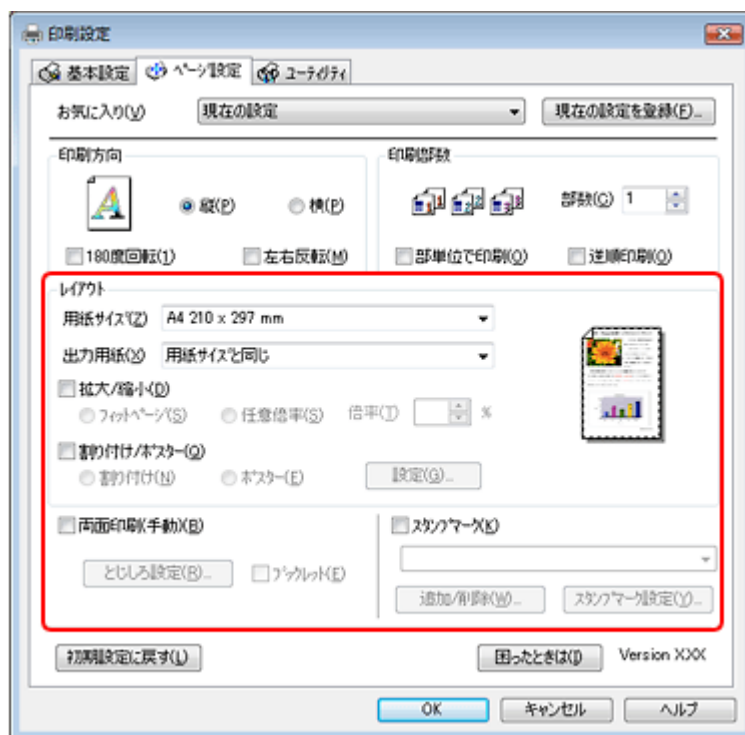 印刷設定
基本設定 ページ設定 ユーティリティ
お気に入り(V) 現在の設定 現在の設定を登録(F)...
印刷方向 印刷部数
A 縦(P) 横(P) 1 1 2 2 3 3 部数(C) 1
180度回転(1) 左右反転(M) 部単位で印刷(O) 逆順印刷(O)
レイアウト
用紙サイズ(Z) A4 210 x 297 mm
出力用紙(X) 用紙サイズと同じ
拡大/縮小(D)
フィットページ(S) 任意倍率(S) 倍率(T) %
割り付け/ポスター(O)
割り付け(N) ポスター(E) 設定(G)...
両面印刷(手動)(B) スタンプマーク(K)
とじしろ設定(R)... ブックレット(E)
追加/削除(W)... スタンプマーク設定(Y)...
初期設定に戻す(L) 困ったときは(I) Version XXX
OK キャンセル ヘルプ